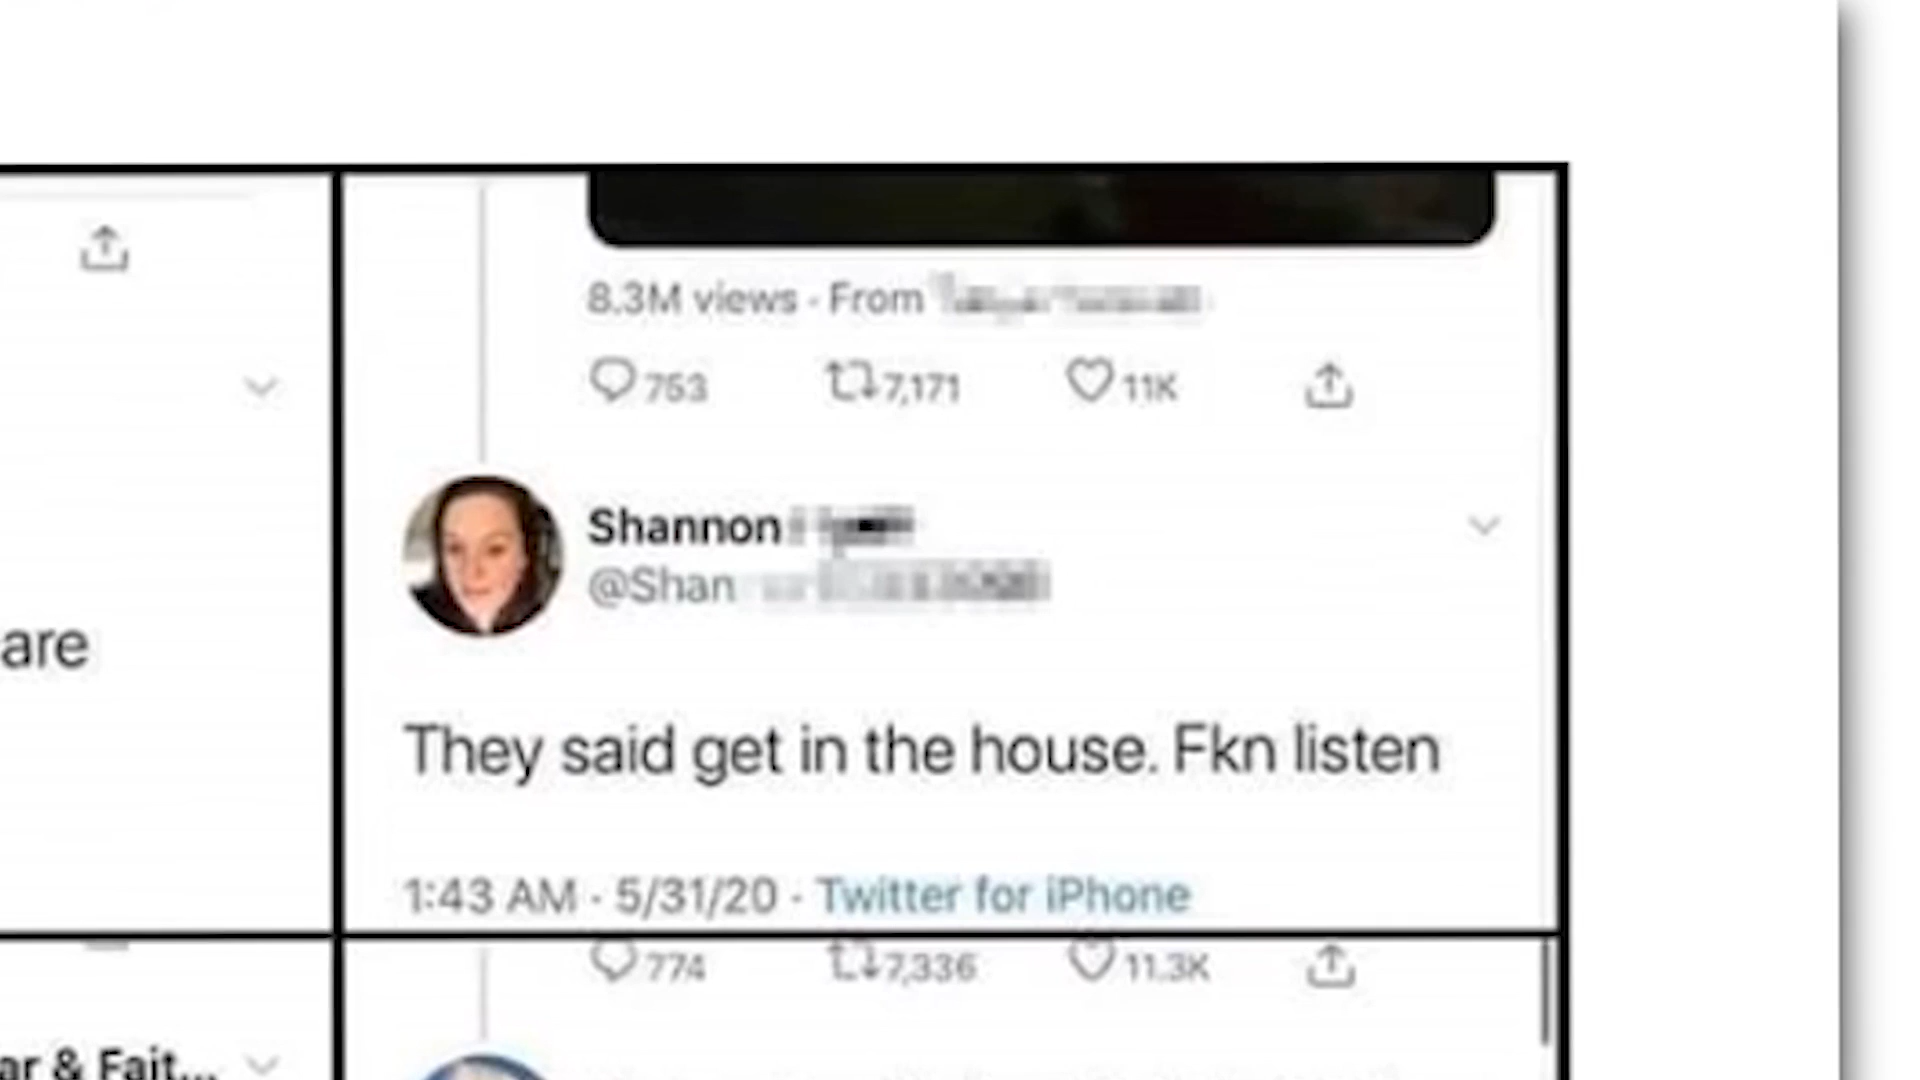 8.3M views · From
753 7,171 11K
Shannon
@Shan
are
They said get in the house. Fkn listen
1:43 AM · 5/31/20 · Twitter for iPhone
774 7,336 11.3K
ar & Fait...